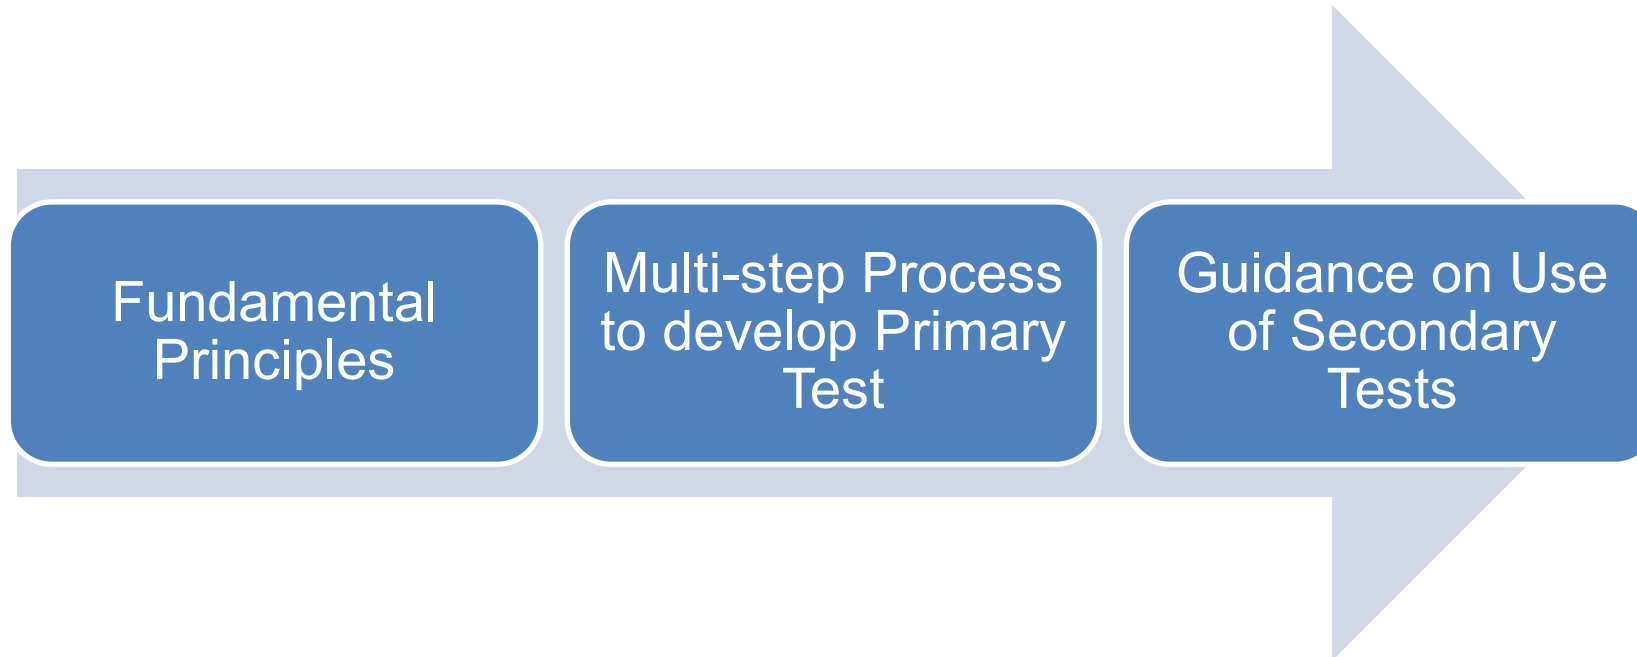 Fundamental
Principles
Multi-step Process
to develop Primary
Test
Guidance on Use
of Secondary
Tests